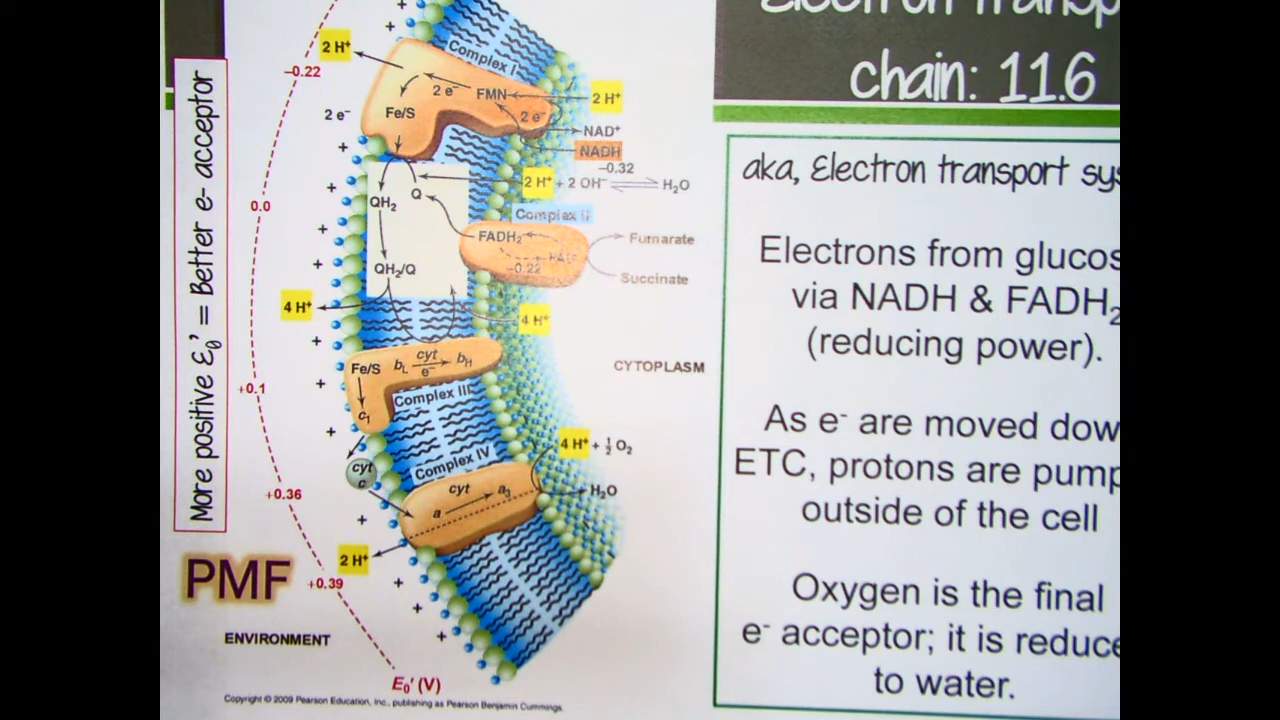 Electron transp
chain: 11.6
More positive E0' = Better e- acceptor
2 H+
–0.22
2 e-
Complex I
2 e-
FMN
Fe/S
2 e-
2 H+
NAD+
NADH
–0.32
2 H+ + 2 OH- ⇌ H2O
0.0
QH2
Q
Complex II
FADH2
–0.22
Fumarate
Succinate
QH2/Q
4 H+
4 H+
CYTOPLASM
Fe/S
bL cyt e- bH
c1
Complex III
+0.1
cyt
c
Complex IV
4 H+ + ½ O2
cyt
a
a3
H2O
+0.36
2 H+
PMF
+0.39
ENVIRONMENT
E0' (V)
Copyright © 2009 Pearson Education, Inc., publishing as Pearson Benjamin Cummings.
aka, Electron transport sys
Electrons from glucos
via NADH & FADH2
(reducing power).
As e- are moved dow
ETC, protons are pump
outside of the cell
Oxygen is the final
e- acceptor; it is reduce
to water.